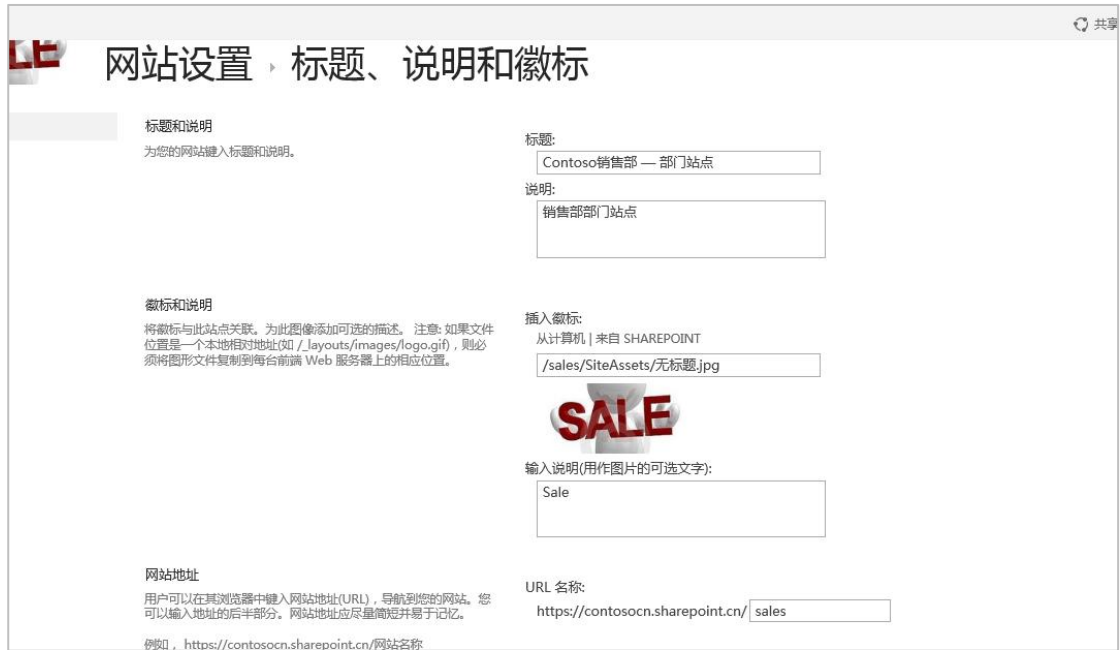 共享
LE
网站设置 ▸ 标题、说明和徽标
标题和说明
为您的网站键入标题和说明。
标题:
Contoso销售部 — 部门站点
说明:
销售部部门站点
徽标和说明
将徽标与此站点关联。为此图像添加可选的描述。 注意: 如果文件
位置是一个本地相对地址(如 /_layouts/images/logo.gif)，则必
须将图形文件复制到每台前端 Web 服务器上的相应位置。
插入徽标:
从计算机 | 来自 SHAREPOINT
/sales/SiteAssets/无标题.jpg
SALE
输入说明(用作图片的可选文字):
Sale
网站地址
用户可以在其浏览器中键入网站地址(URL)，导航到您的网站。您
可以输入地址的后半部分。网站地址应尽量简短并易于记忆。
例如， https://contosocn.sharepoint.cn/网站名称
URL 名称:
https://contosocn.sharepoint.cn/ sales